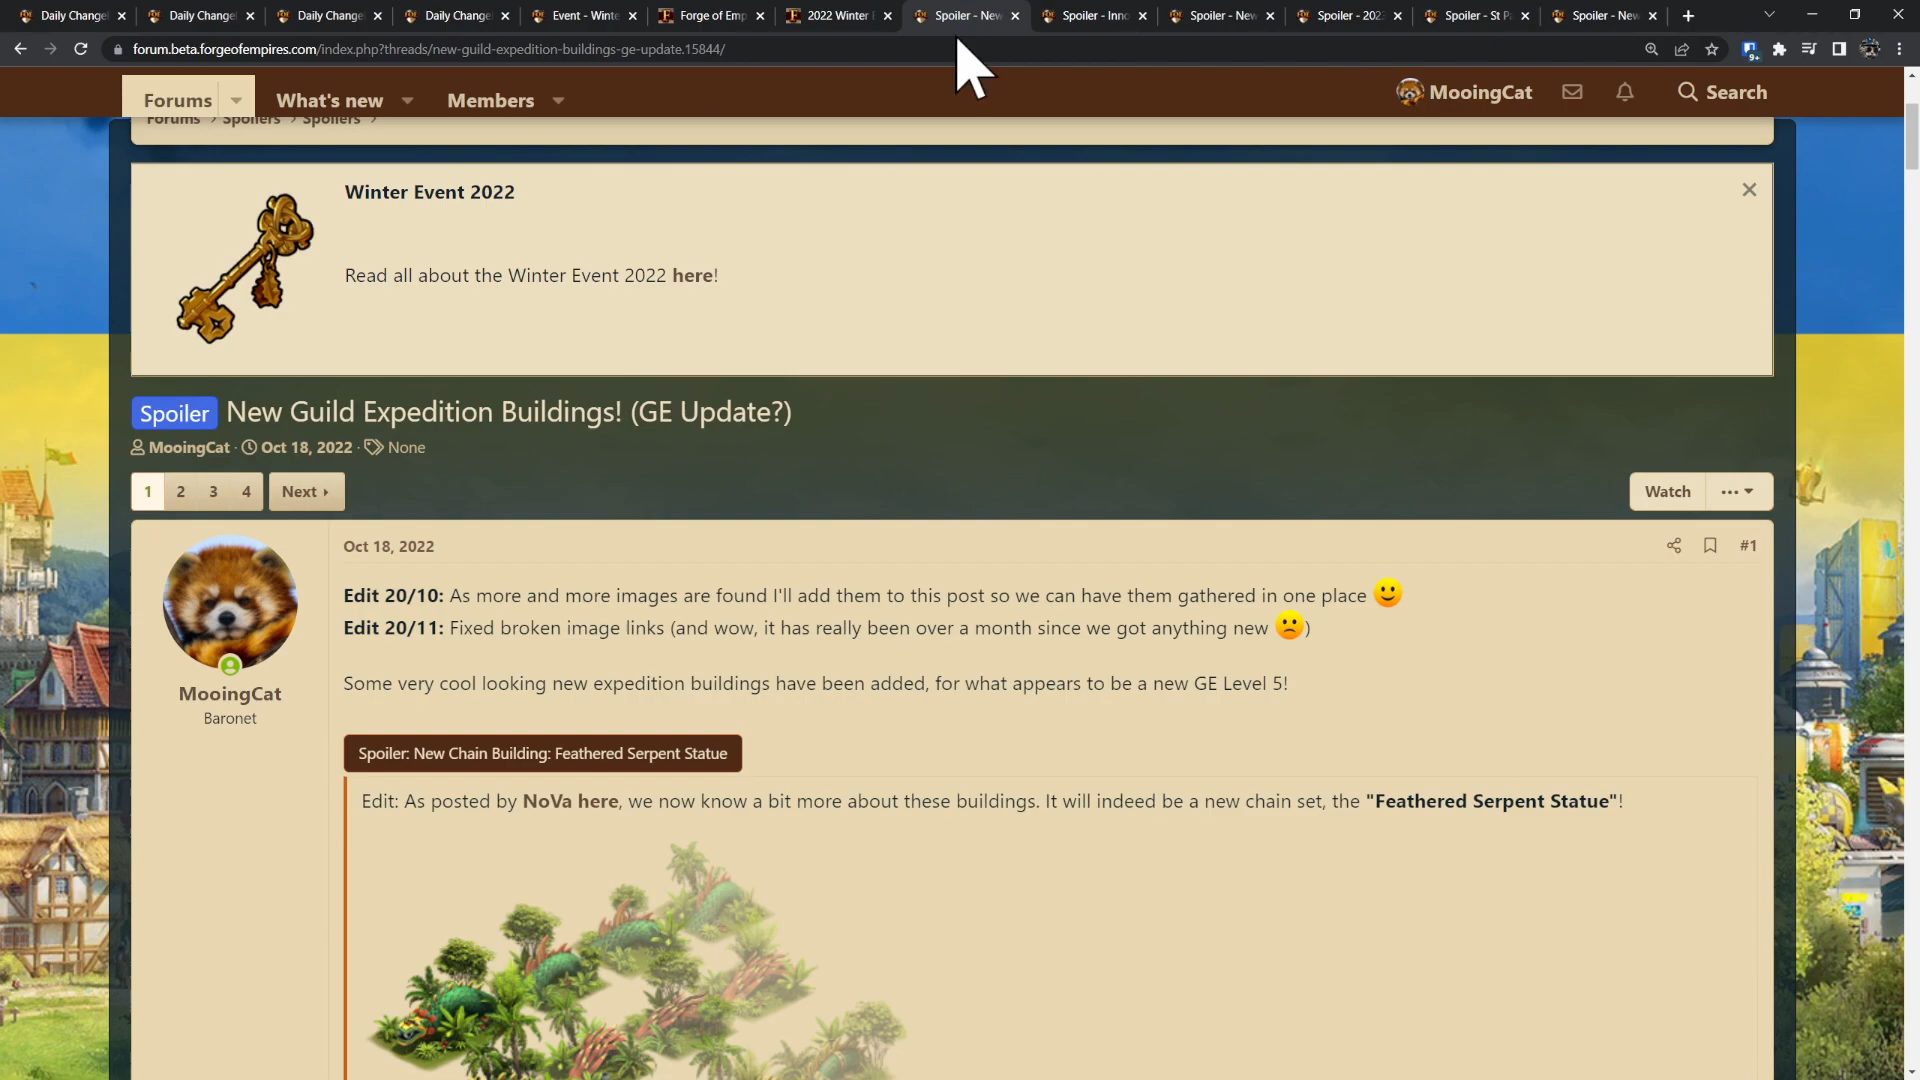 Daily Change
Daily Change
Daily Change
Daily Change
Event - Winte
Forge of Emp
2022 Winter E
Spoiler - New
Spoiler - Inno
Spoiler - New
Spoiler - 202
Spoiler - St Pa
Spoiler - New
forum.beta.forgeofempires.com/index.php?threads/new-guild-expedition-buildings-ge-update.15844/
9+
Forums
What's new
Members
MooingCat
Search
Forums
Spoilers
Spoilers
Winter Event 2022
Read all about the Winter Event 2022 here!
Spoiler New Guild Expedition Buildings! (GE Update?)
MooingCat · Oct 18, 2022 · None
1 2 3 4 Next
Watch
Oct 18, 2022
#1
Edit 20/10: As more and more images are found I'll add them to this post so we can have them gathered in one place
Edit 20/11: Fixed broken image links (and wow, it has really been over a month since we got anything new )
Some very cool looking new expedition buildings have been added, for what appears to be a new GE Level 5!
MooingCat
Baronet
Spoiler: New Chain Building: Feathered Serpent Statue
Edit: As posted by NoVa here, we now know a bit more about these buildings. It will indeed be a new chain set, the "Feathered Serpent Statue"!